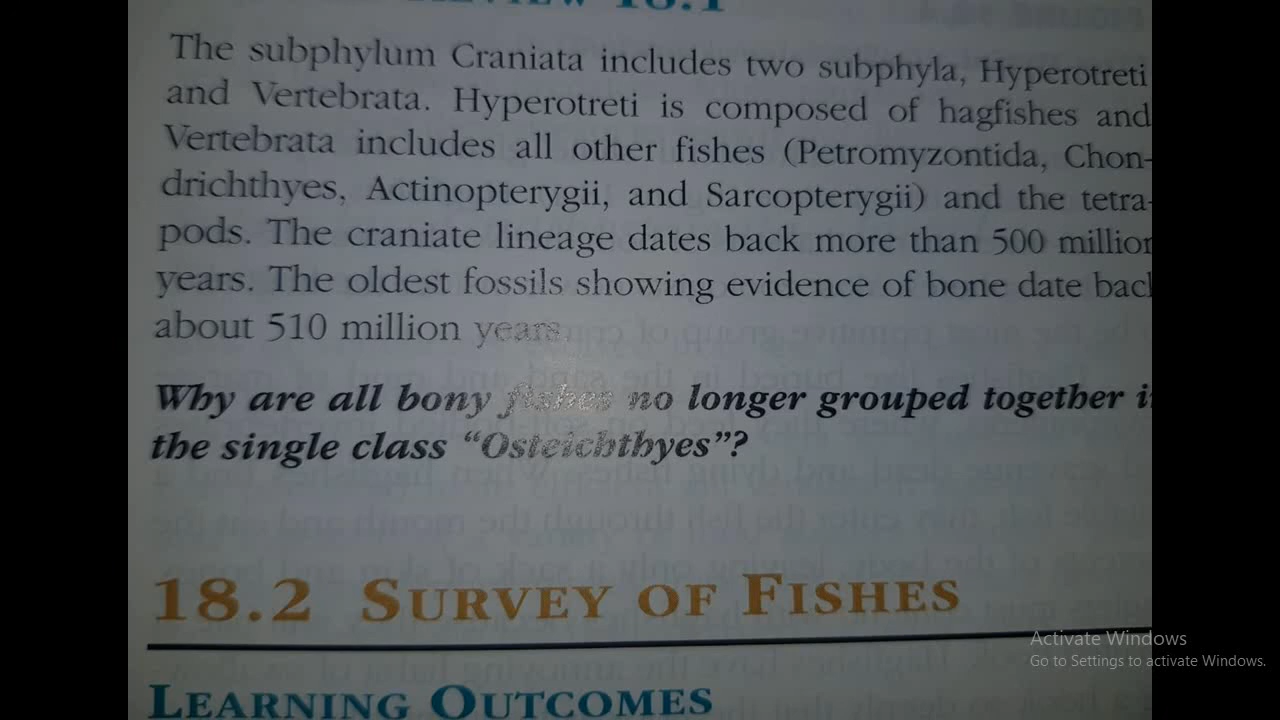 REVIEW 18.1
The subphylum Craniata includes two subphyla, Hyperotreti
and Vertebrata. Hyperotreti is composed of hagfishes and
Vertebrata includes all other fishes (Petromyzontida, Chon-
drichthyes, Actinopterygii, and Sarcopterygii) and the tetra-
pods. The craniate lineage dates back more than 500 million
years. The oldest fossils showing evidence of bone date back
about 510 million years.
Why are all bony fishes no longer grouped together i
the single class “Osteichthyes”?
18.2 SURVEY OF FISHES
Activate Windows
Go to Settings to activate Windows.
LEARNING OUTCOMES